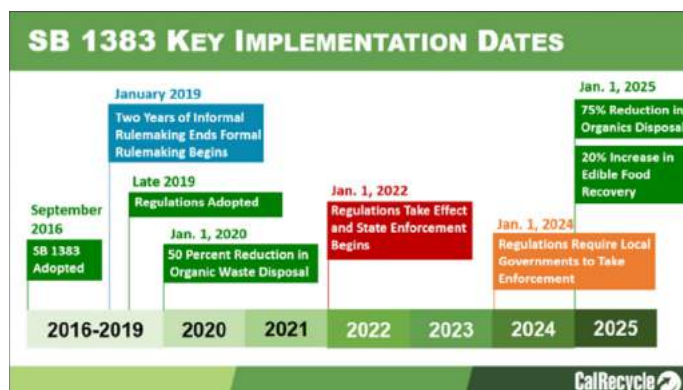 SB 1383 KEY IMPLEMENTATION DATES
January 2019
Two Years of Informal
Rulemaking Ends Formal
Rulemaking Begins
Jan. 1, 2025
75% Reduction in
Organics Disposal
20% Increase in
Edible Food
Recovery
Late 2019
Regulations Adopted
Jan. 1, 2022
Regulations Take Effect
and State Enforcement
Begins
September
2016
SB 1383
Adopted
Jan. 1, 2020
50 Percent Reduction in
Organic Waste Disposal
Jan. 1, 2024
Regulations Require Local
Governments to Take
Enforcement
2016-2019 2020 2021 2022 2023 2024 2025
CalRecycle